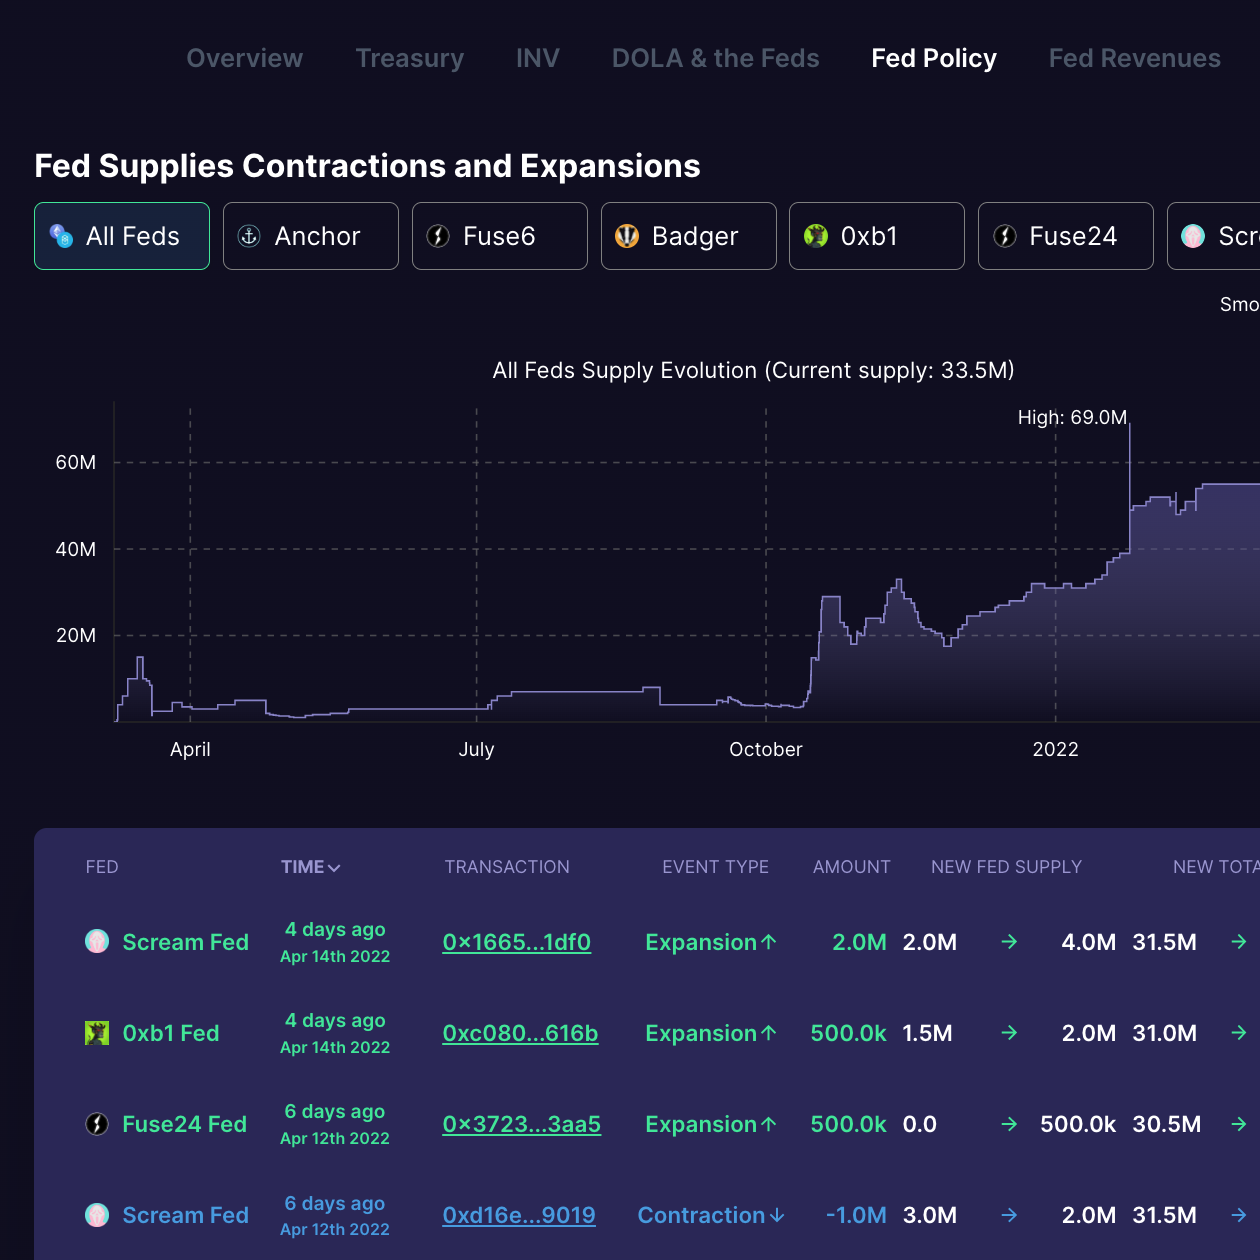 Overview Treasury INV DOLA & the Feds Fed Policy Fed Revenues
Fed Supplies Contractions and Expansions
All Feds Anchor Fuse6 Badger 0xb1 Fuse24 Scr
Smo
All Feds Supply Evolution (Current supply: 33.5M)
High: 69.0M
60M
40M
20M
April July October 2022
FED TIME TRANSACTION EVENT TYPE AMOUNT NEW FED SUPPLY NEW TOTA
Scream Fed 4 days ago 0x1665...1df0 Expansion↑ 2.0M 2.0M → 4.0M 31.5M →
Apr 14th 2022
0xb1 Fed 4 days ago 0xc080...616b Expansion↑ 500.0k 1.5M → 2.0M 31.0M →
Apr 14th 2022
Fuse24 Fed 6 days ago 0x3723...3aa5 Expansion↑ 500.0k 0.0 → 500.0k 30.5M →
Apr 12th 2022
Scream Fed 6 days ago 0xd16e...9019 Contraction↓ -1.0M 3.0M → 2.0M 31.5M →
Apr 12th 2022